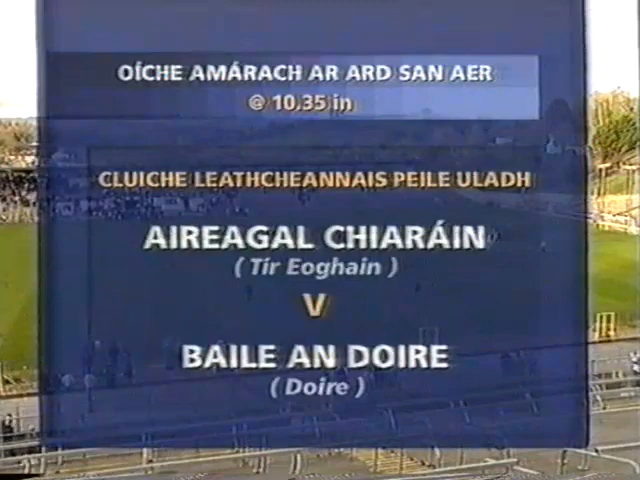 OÍCHE AMÁRACH AR ARD SAN AER
@ 10.35 in
CLUICHE LEATHCHEANNAIS PEILE ULADH
AIREAGAL CHIARÁIN
( Tír Eoghain )
V
BAILE AN DOIRE
( Doire )